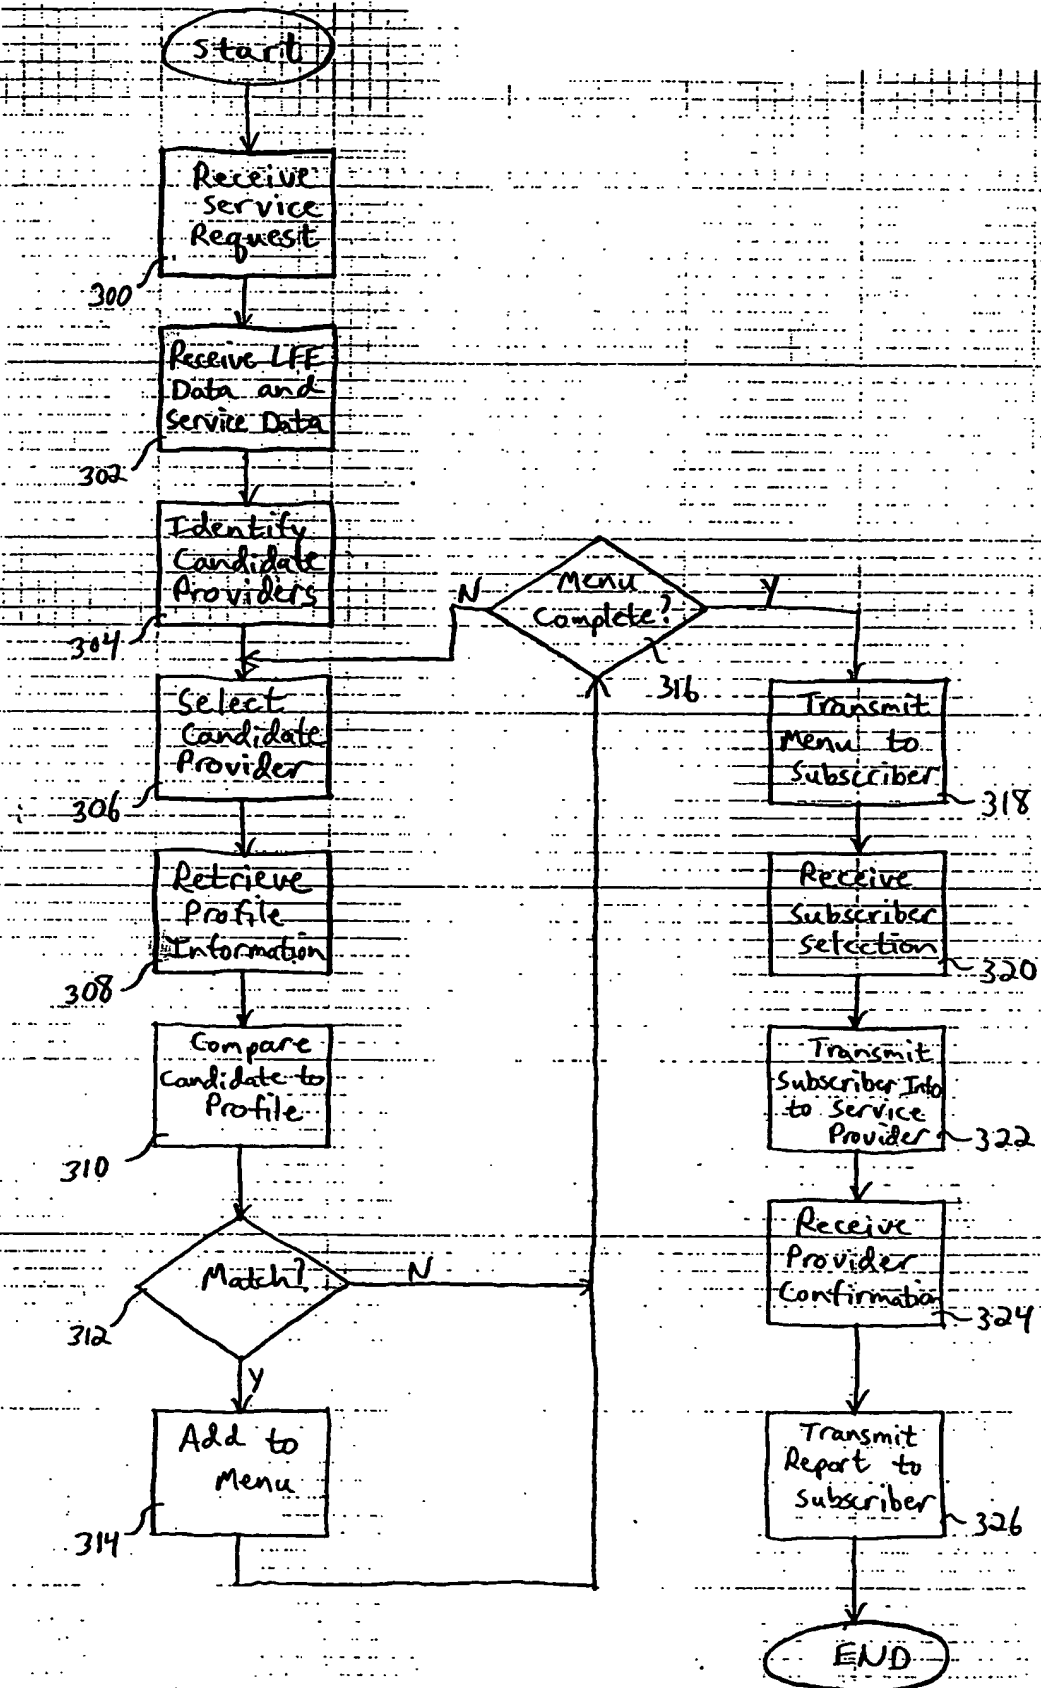 Start
Receive
Service
Request
300
Receive LFE
Data and
Service Data
302
Identify
Candidate
Providers
304
Select
Candidate
Provider
306
Retrieve
Profile
Information
308
Compare
Candidate to
Profile
310
Match?
N
312
Y
Add to
Menu
314
Menu
Complete?
N
Y
316
Transmit
Menu to
Subscriber
318
Receive
Subscriber
Selection
320
Transmit
Subscriber Info
to Service
Provider
322
Receive
Provider
Confirmation
324
Transmit
Report to
Subscriber
326
END